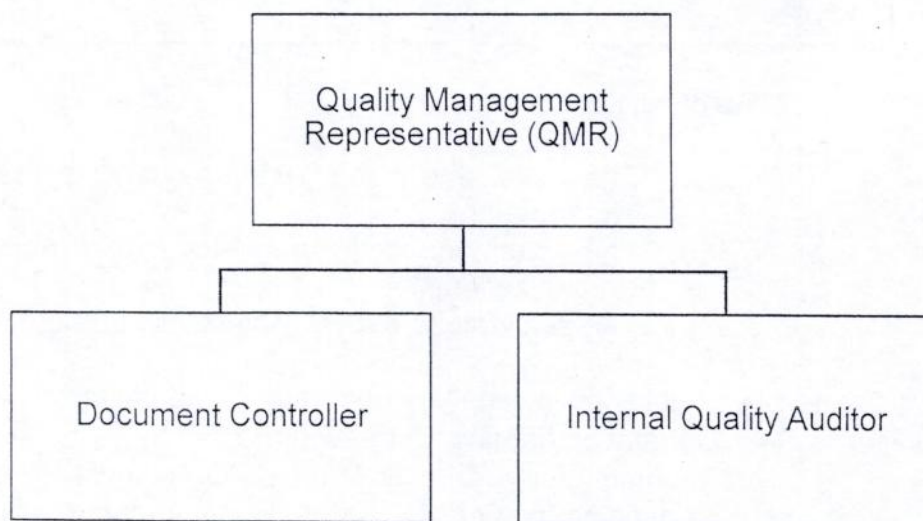 Quality Management
Representative (QMR)
Document Controller
Internal Quality Auditor